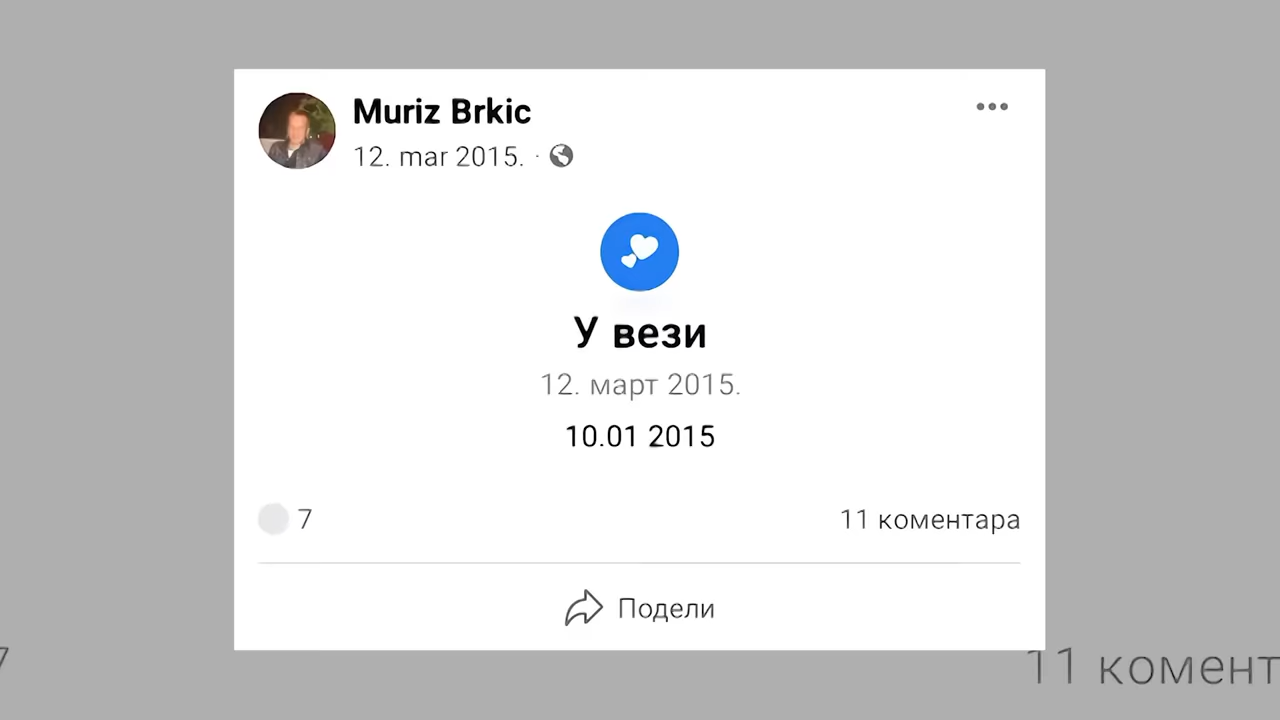 Muriz Brkic
12. mar 2015. ·
У вези
12. март 2015.
10.01 2015
7
11 коментара
Подели
7
11 комент